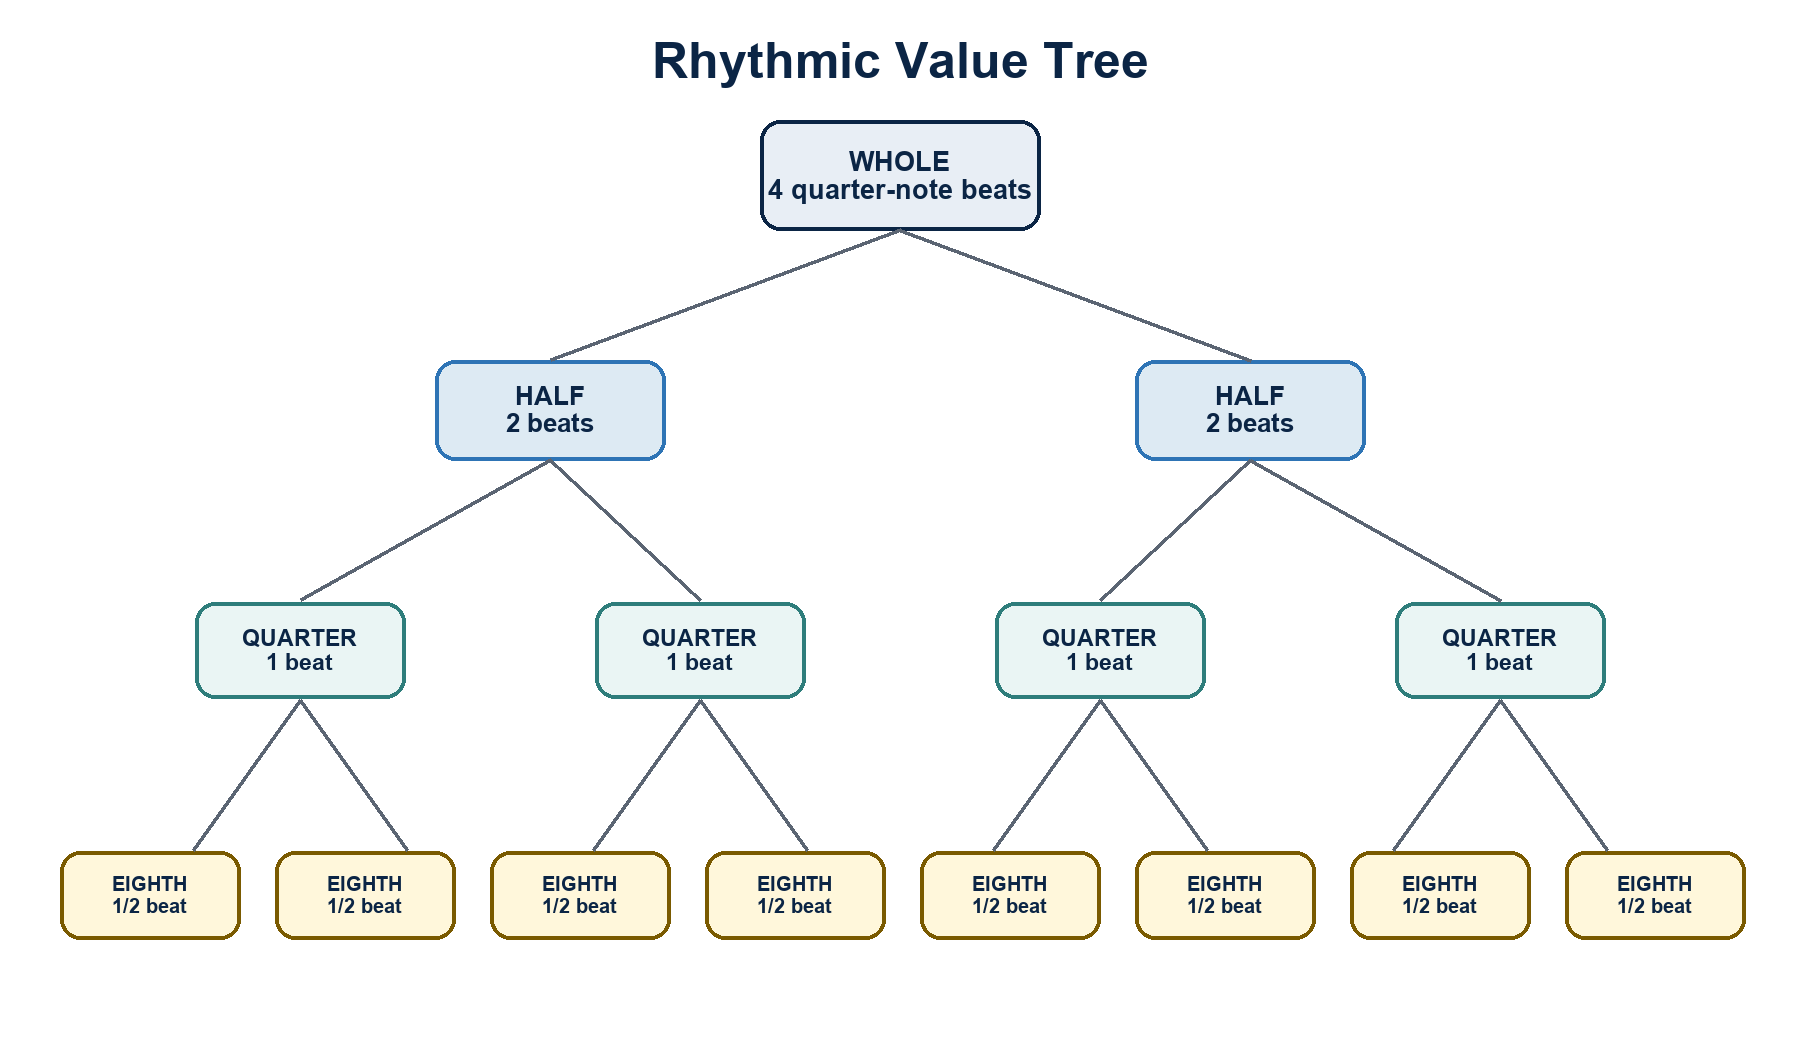 Rhythmic Value Tree
WHOLE
4 quarter-note beats
HALF
2 beats
HALF
2 beats
QUARTER
1 beat
QUARTER
1 beat
QUARTER
1 beat
QUARTER
1 beat
EIGHTH
1/2 beat
EIGHTH
1/2 beat
EIGHTH
1/2 beat
EIGHTH
1/2 beat
EIGHTH
1/2 beat
EIGHTH
1/2 beat
EIGHTH
1/2 beat
EIGHTH
1/2 beat